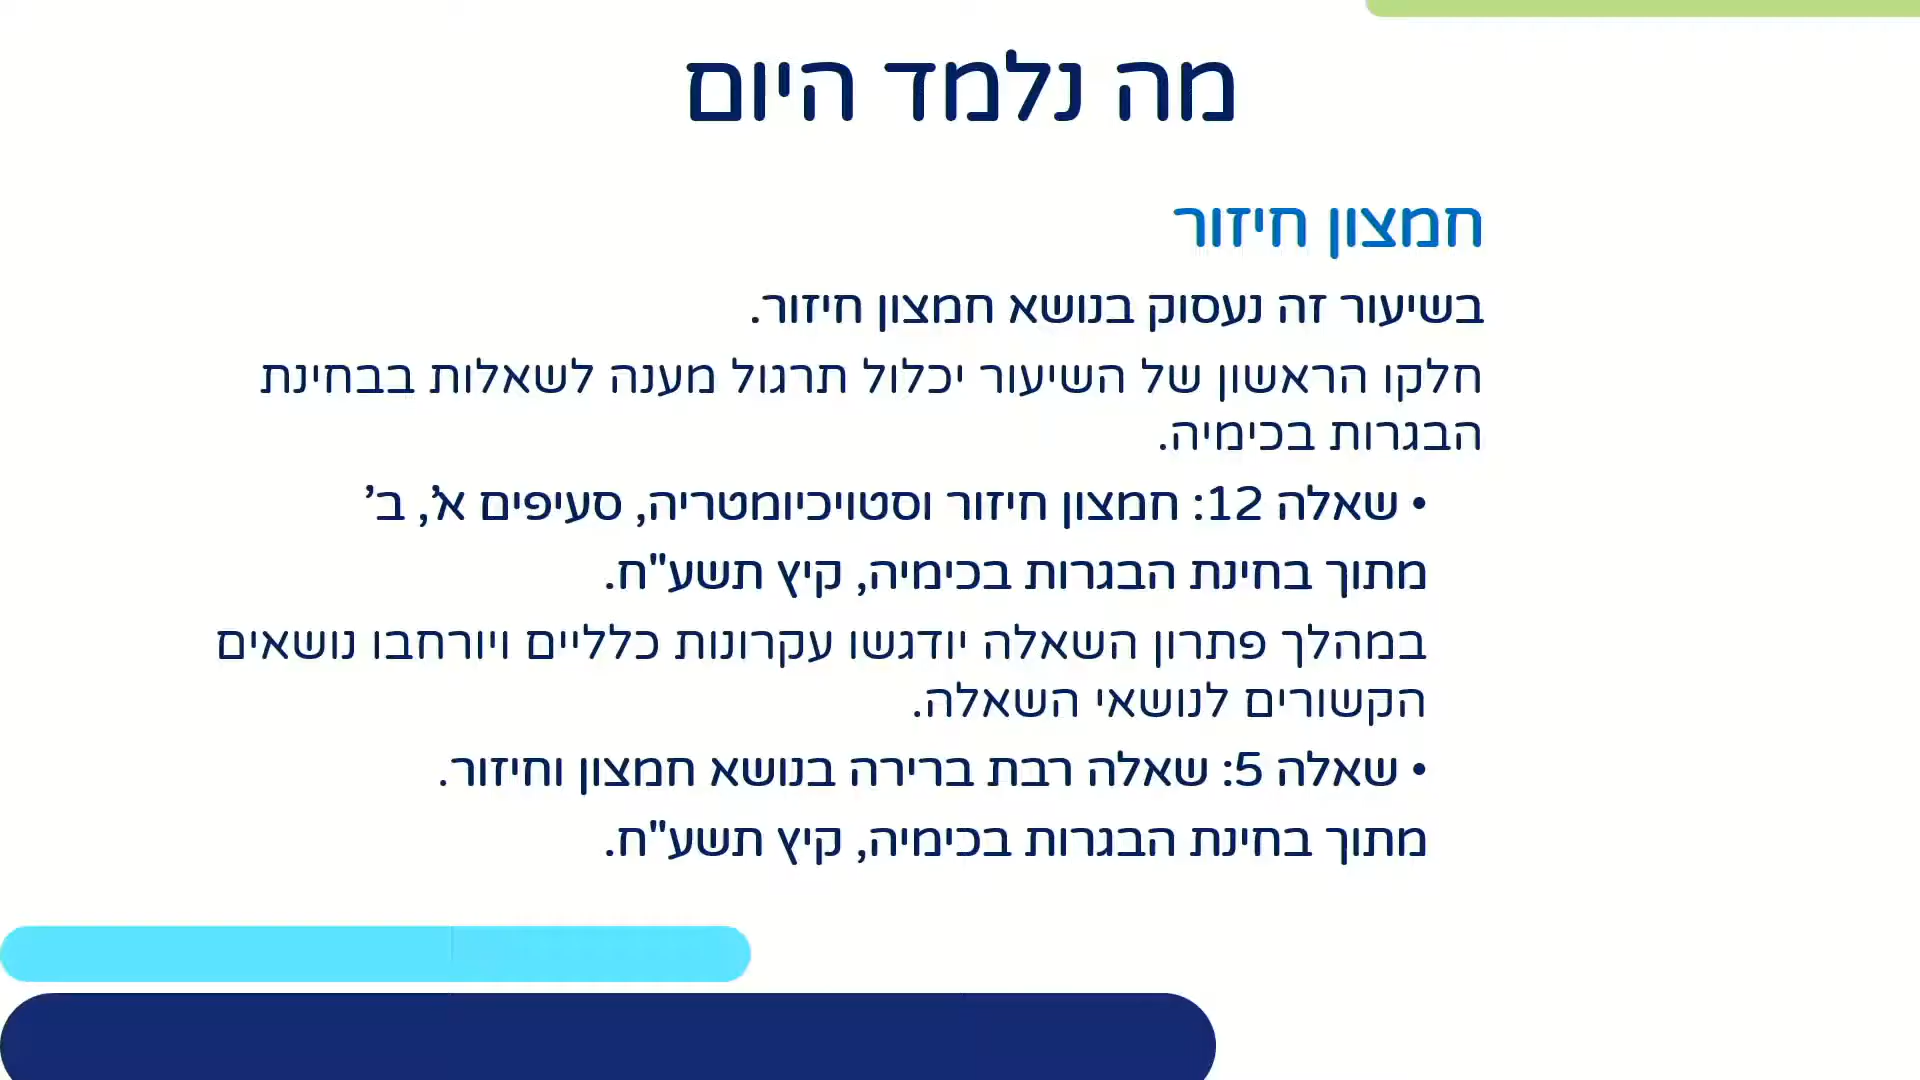 מה נלמד היום
חמצון חיזור
בשיעור זה נעסוק בנושא חמצון חיזור.
חלקו הראשון של השיעור יכלול תרגול מענה לשאלות בבחינת
הבגרות בכימיה.
• שאלה 12: חמצון חיזור וסטויכיומטריה, סעיפים א', ב'
מתוך בחינת הבגרות בכימיה, קיץ תשע"ח.
במהלך פתרון השאלה יודגשו עקרונות כלליים ויורחבו נושאים
הקשורים לנושאי השאלה.
• שאלה 5: שאלה רבת ברירה בנושא חמצון וחיזור.
מתוך בחינת הבגרות בכימיה, קיץ תשע"ח.